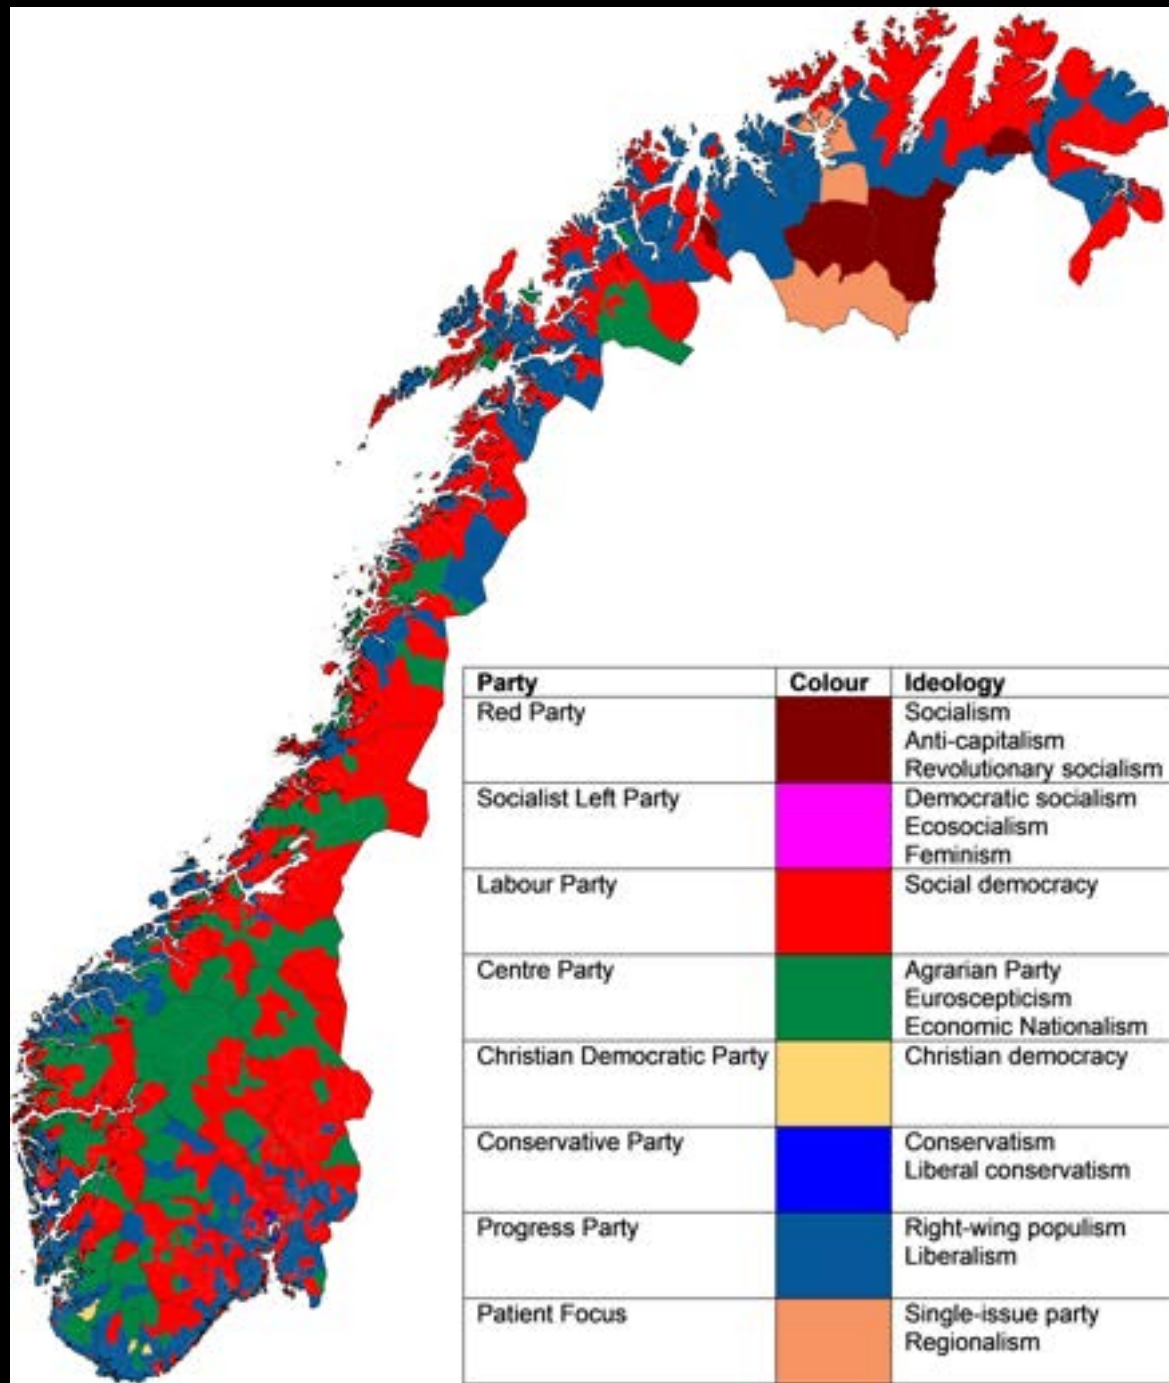 Party Colour Ideology
Red Party Socialism
Anti-capitalism
Revolutionary socialism
Socialist Left Party Democratic socialism
Ecosocialism
Feminism
Labour Party Social democracy
Centre Party Agrarian Party
Euroscepticism
Economic Nationalism
Christian Democratic Party Christian democracy
Conservative Party Conservatism
Liberal conservatism
Progress Party Right-wing populism
Liberalism
Patient Focus Single-issue party
Regionalism